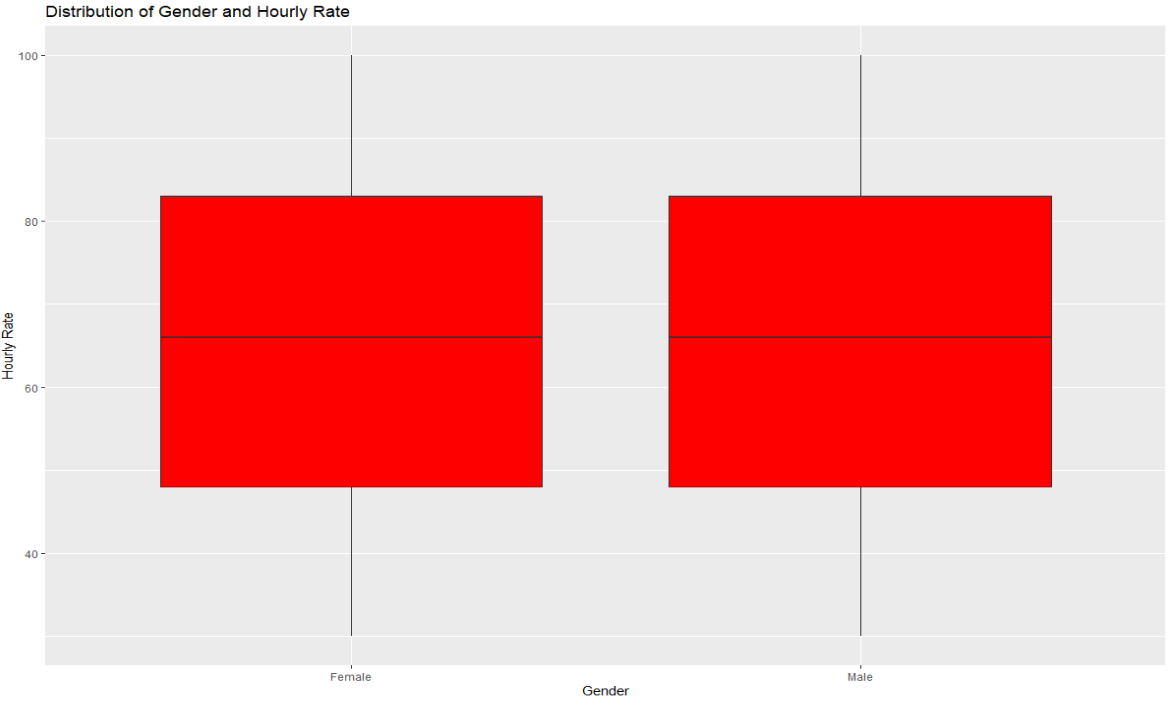 Distribution of Gender and Hourly Rate
100
80
60
40
Hourly Rate
Female
Male
Gender